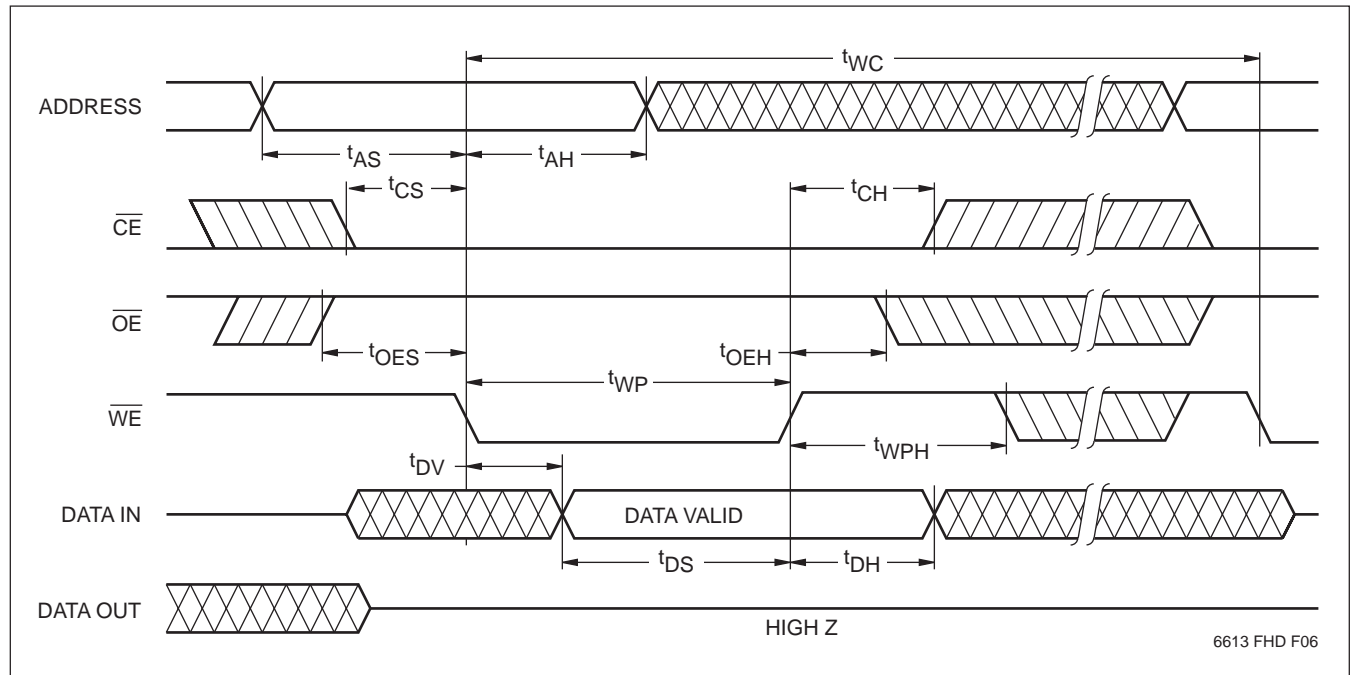 tWC
ADDRESS
tAS
tAH
tCS
tCH
CE
OE
tOES
tOEH
tWP
WE
tWPH
tDV
DATA IN
DATA VALID
tDS
tDH
DATA OUT
HIGH Z
6613 FHD F06